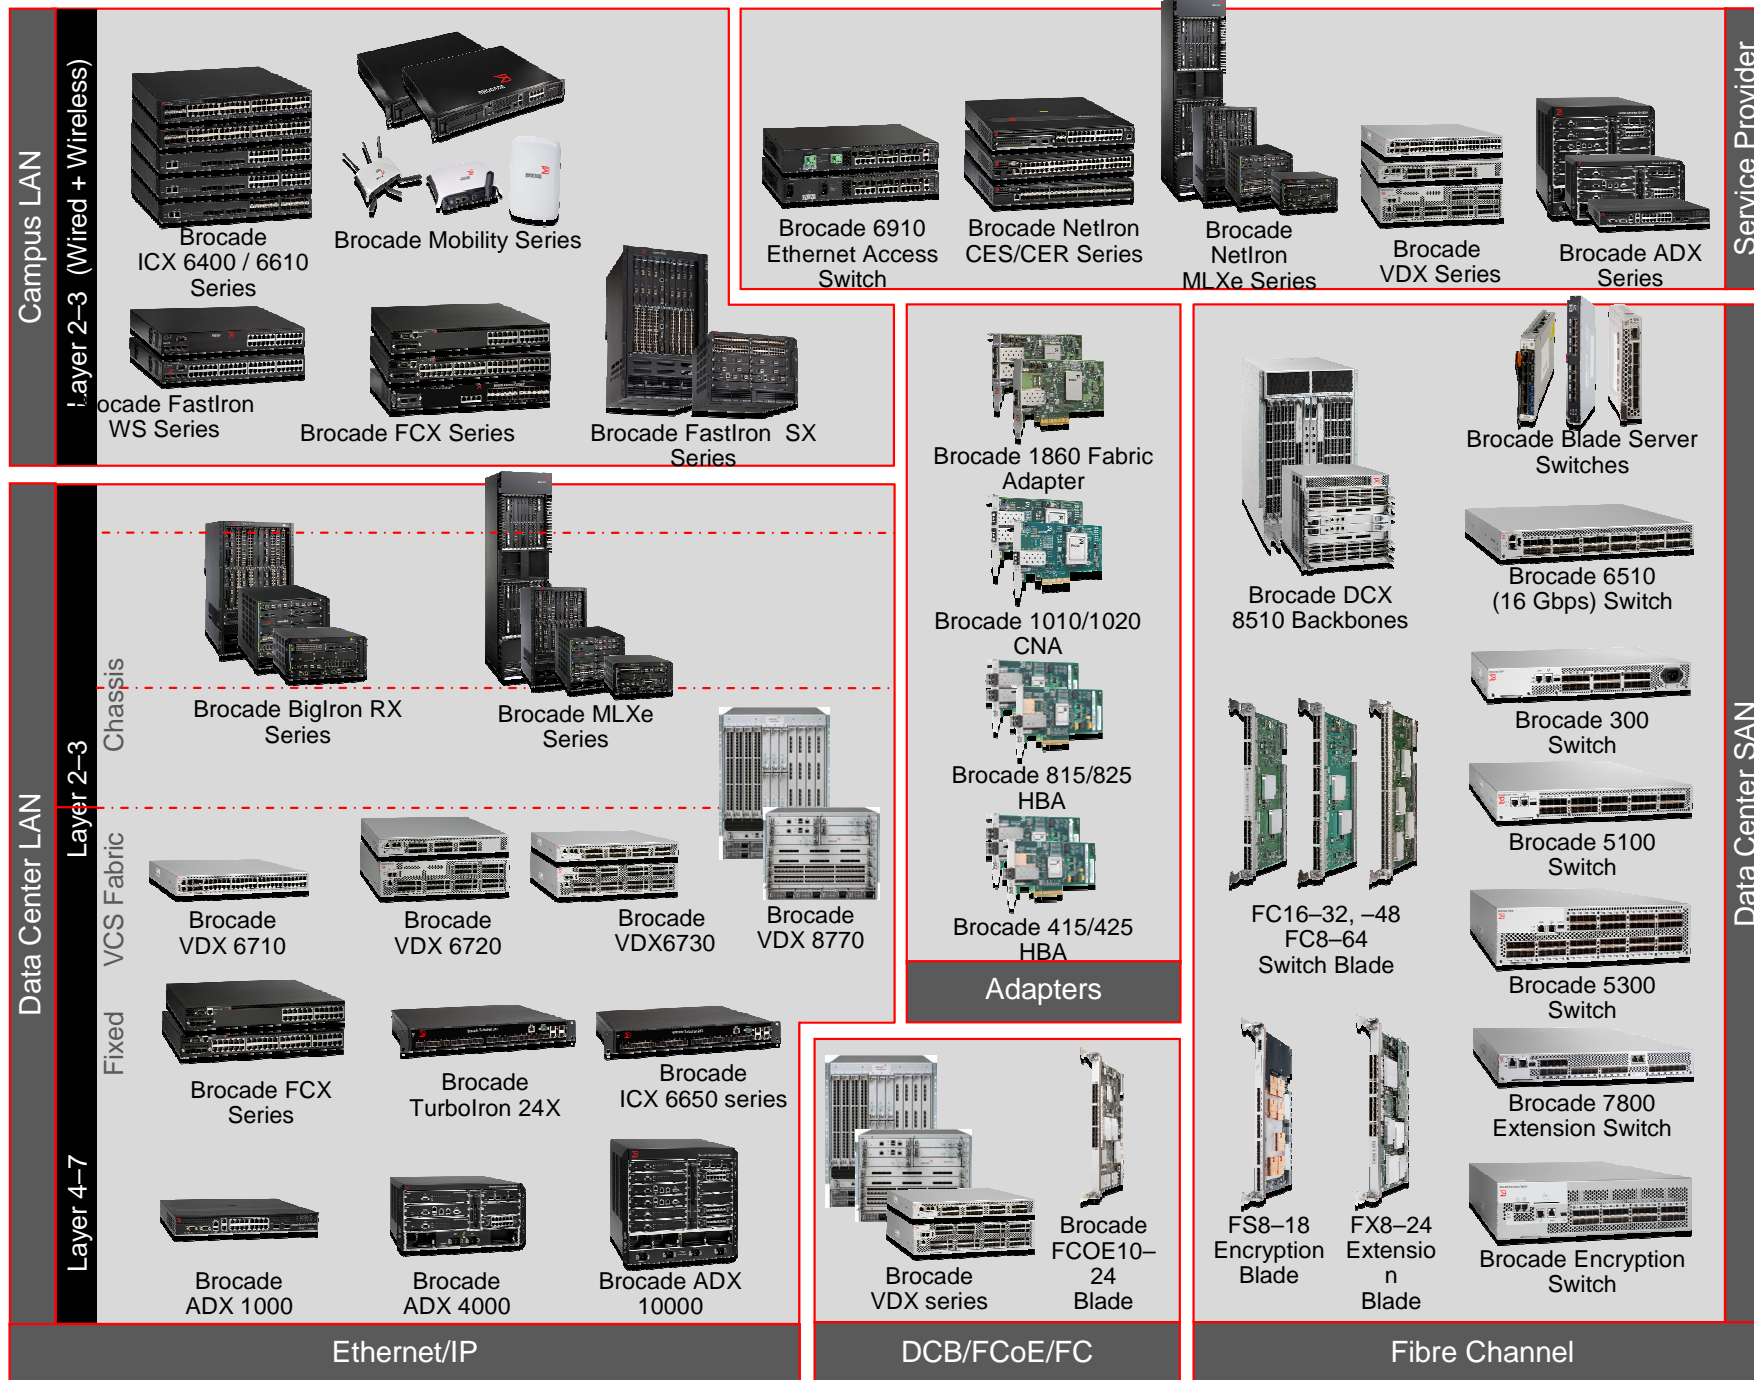 Campus LAN
Layer 2–3  (Wired + Wireless)
Brocade
ICX 6400 / 6610
Series
Brocade Mobility Series
ocade FastIron
WS Series
Brocade FCX Series
Brocade FastIron  SX
Series
Service Provider
Brocade 6910
Ethernet Access
Switch
Brocade NetIron
CES/CER Series
Brocade
NetIron
MLXe Series
Brocade
VDX Series
Brocade ADX
Series
Data Center LAN
Layer 2–3
Chassis
Brocade BigIron RX
Series
Brocade MLXe
Series
VCS Fabric
Brocade
VDX 6710
Brocade
VDX 6720
Brocade
VDX6730
Brocade
VDX 8770
Fixed
Brocade FCX
Series
Brocade
TurboIron 24X
Brocade
ICX 6650 series
Layer 4–7
Brocade
ADX 1000
Brocade
ADX 4000
Brocade ADX
10000
Ethernet/IP
Brocade 1860 Fabric
Adapter
Brocade 1010/1020
CNA
Brocade 815/825
HBA
Brocade 415/425
HBA
Adapters
Brocade
VDX series
Brocade
FCOE10–
24
Blade
DCB/FCoE/FC
Data Center SAN
Brocade DCX
8510 Backbones
Brocade Blade Server
Switches
Brocade 6510
(16 Gbps) Switch
Brocade 300
Switch
Brocade 5100
Switch
FC16–32, –48
FC8–64
Switch Blade
Brocade 5300
Switch
Brocade 7800
Extension Switch
FS8–18
Encryption
Blade
FX8–24
Extensio
n
Blade
Brocade Encryption
Switch
Fibre Channel